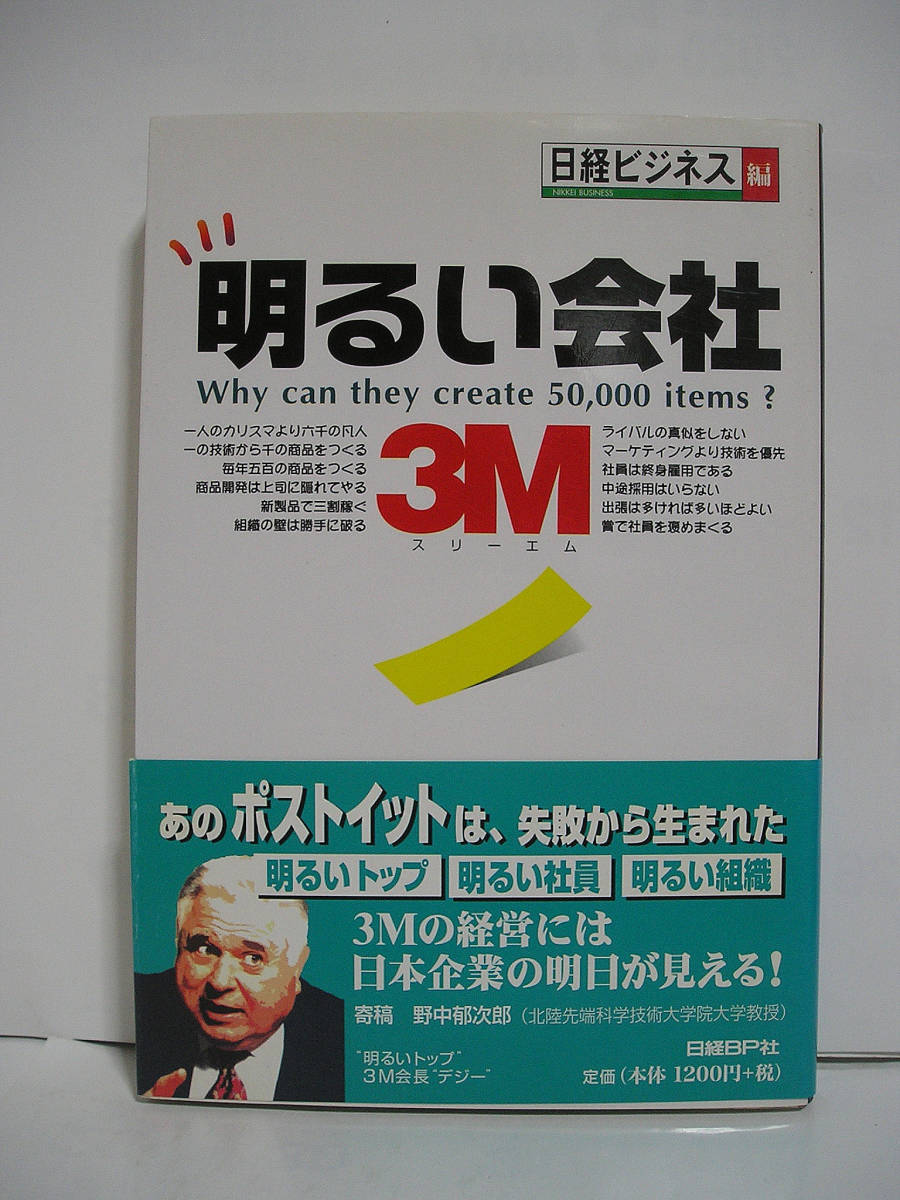 日経ビジネス 編
NIKKEI BUSINESS
明るい会社
Why can they create 50,000 items ?
3M
スリーエム
一人のカリスマより六千の凡人
一の技術から千の商品をつくる
毎年五百の商品をつくる
商品開発は上司に隠れてやる
新製品で三割稼ぐ
組織の壁は勝手に破る
ライバルの真似をしない
マーケティングより技術を優先
社員は終身雇用である
中途採用はいらない
出張は多ければ多いほどよい
賞で社員を褒めまくる
あのポストイットは、失敗から生まれた
明るいトップ 明るい社員 明るい組織
3Mの経営には
日本企業の明日が見える!
寄稿 野中郁次郎(北陸先端科学技術大学院大学教授)
"明るいトップ"
3M会長"デジー"
日経BP社
定価(本体 1200円+税)